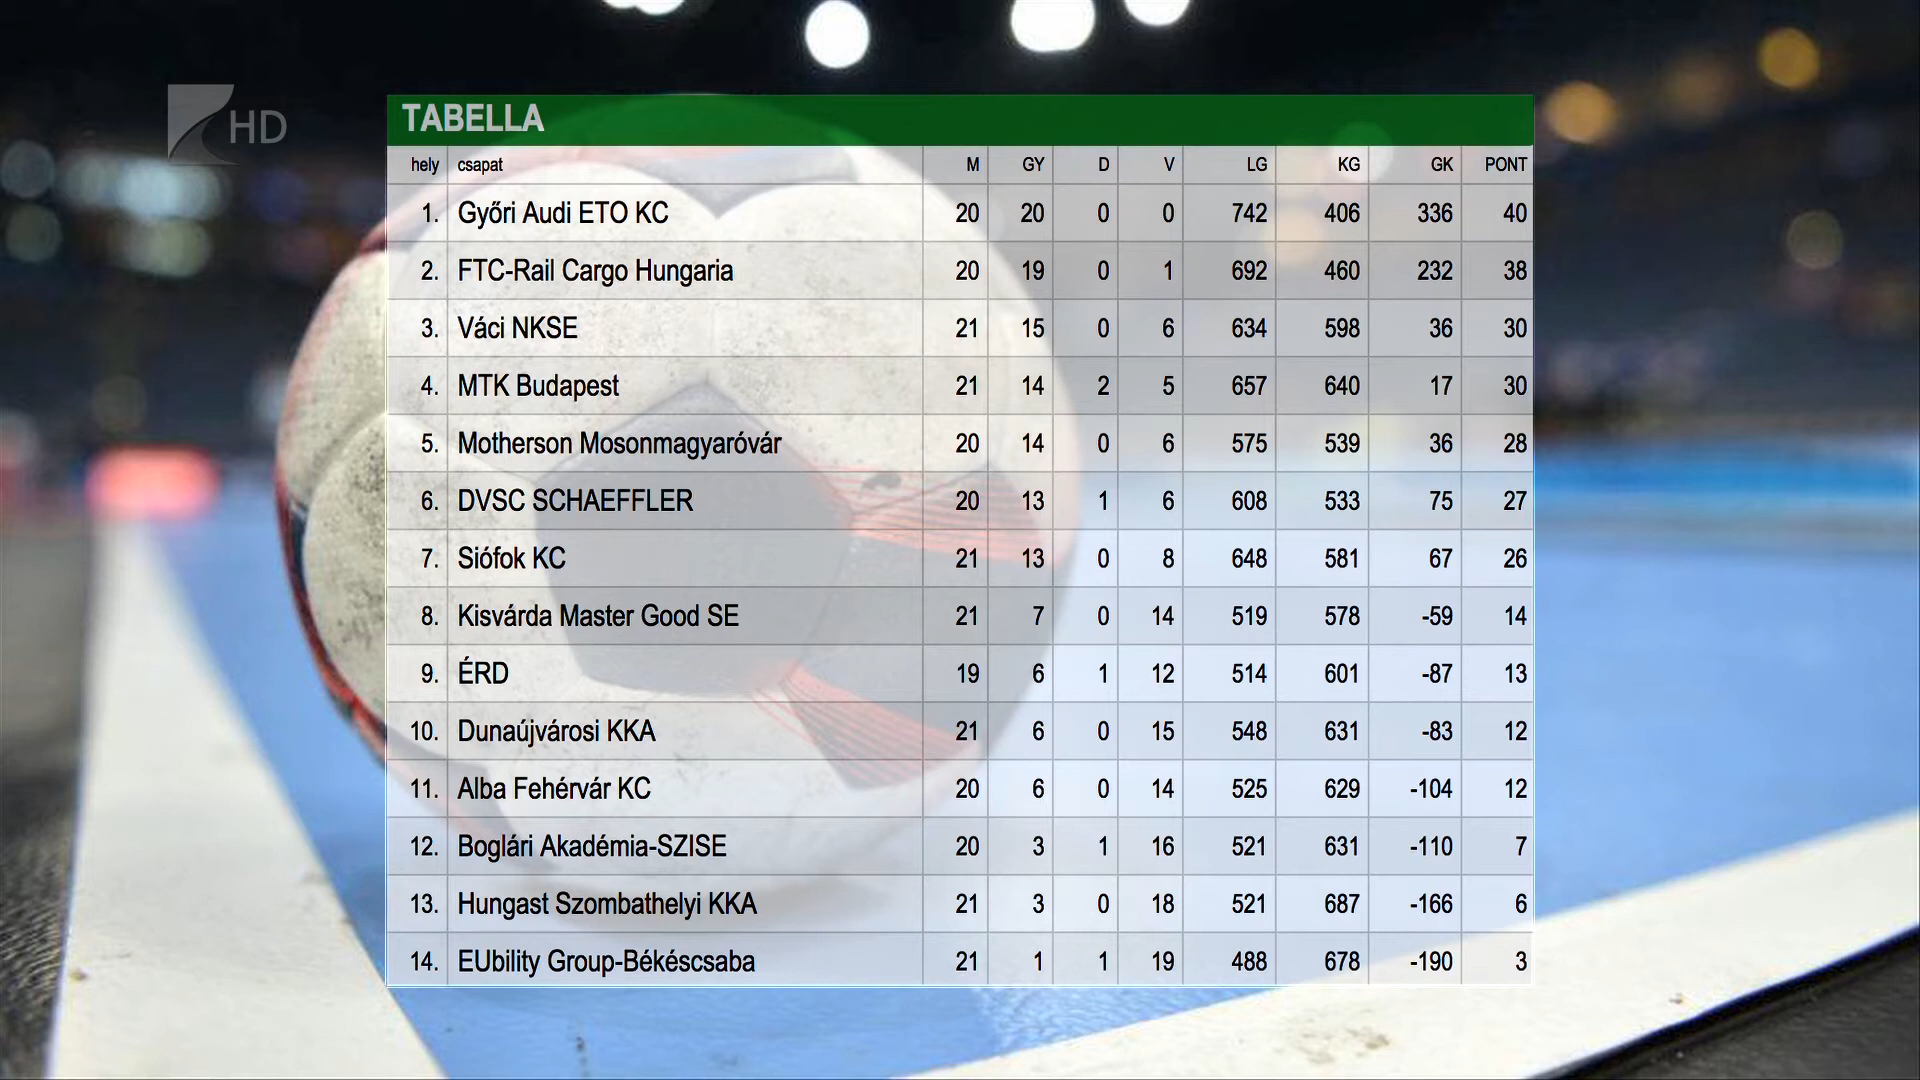 HD
TABELLA
hely csapat M GY D V LG KG GK PONT
1. Győri Audi ETO KC 20 20 0 0 742 406 336 40
2. FTC-Rail Cargo Hungaria 20 19 0 1 692 460 232 38
3. Váci NKSE 21 15 0 6 634 598 36 30
4. MTK Budapest 21 14 2 5 657 640 17 30
5. Motherson Mosonmagyaróvár 20 14 0 6 575 539 36 28
6. DVSC SCHAEFFLER 20 13 1 6 608 533 75 27
7. Siófok KC 21 13 0 8 648 581 67 26
8. Kisvárda Master Good SE 21 7 0 14 519 578 -59 14
9. ÉRD 19 6 1 12 514 601 -87 13
10. Dunaújvárosi KKA 21 6 0 15 548 631 -83 12
11. Alba Fehérvár KC 20 6 0 14 525 629 -104 12
12. Boglári Akadémia-SZISE 20 3 1 16 521 631 -110 7
13. Hungast Szombathelyi KKA 21 3 0 18 521 687 -166 6
14. EUbility Group-Békéscsaba 21 1 1 19 488 678 -190 3